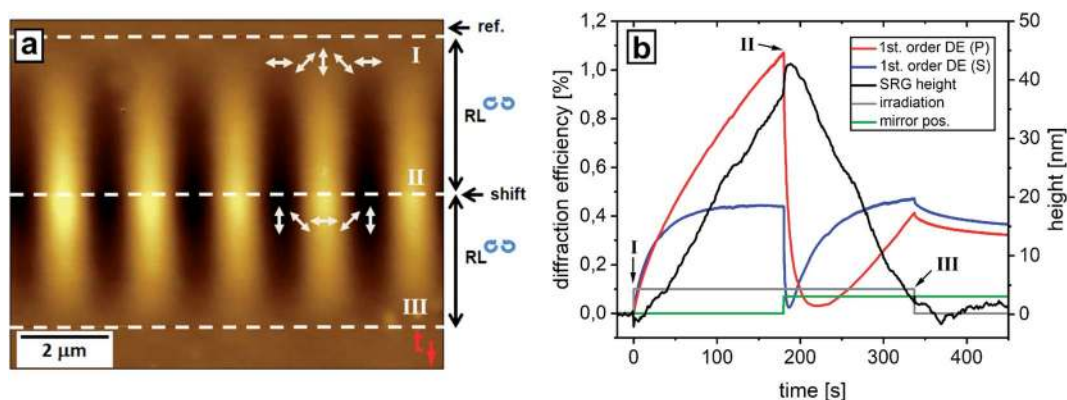 a
ref.
I
RL
II
shift
RL
III
2 μm
t
b
1,2
1,0
0,8
0,6
0,4
0,2
0,0
diffraction efficiency [%]
I
II
III
1st. order DE (P)
1st. order DE (S)
SRG height
irradiation
mirror pos.
50
40
30
20
10
0
height [nm]
0
100
200
300
400
time [s]